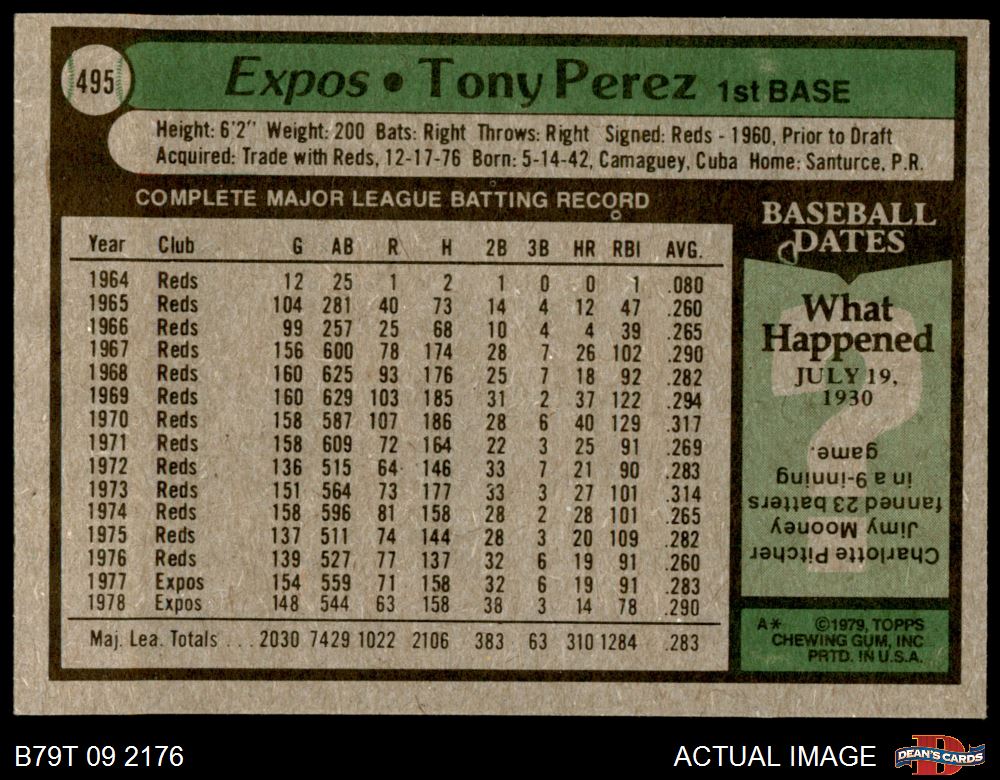 495
Expos • Tony Perez 1st BASE
Height: 6'2" Weight: 200 Bats: Right Throws: Right Signed: Reds - 1960, Prior to Draft
Acquired: Trade with Reds, 12-17-76 Born: 5-14-42, Camaguey, Cuba Home: Santurce, P.R.
COMPLETE MAJOR LEAGUE BATTING RECORD
Year Club G AB R H 2B 3B HR RBI AVG.
1964 Reds 12 25 1 2 1 0 0 1 .080
1965 Reds 104 281 40 73 14 4 12 47 .260
1966 Reds 99 257 25 68 10 4 4 39 .265
1967 Reds 156 600 78 174 28 7 26 102 .290
1968 Reds 160 625 93 176 25 7 18 92 .282
1969 Reds 160 629 103 185 31 2 37 122 .294
1970 Reds 158 587 107 186 28 6 40 129 .317
1971 Reds 158 609 72 164 22 3 25 91 .269
1972 Reds 136 515 64 146 33 7 21 90 .283
1973 Reds 151 564 73 177 33 3 27 101 .314
1974 Reds 158 596 81 158 28 2 28 101 .265
1975 Reds 137 511 74 144 28 3 20 109 .282
1976 Reds 139 527 77 137 32 6 19 91 .260
1977 Expos 154 559 71 158 32 6 19 91 .283
1978 Expos 148 544 63 158 38 3 14 78 .290
Maj. Lea. Totals . . . 2030 7429 1022 2106 383 63 310 1284 .283
BASEBALL
DATES
What
Happened
JULY 19,
1930
?
Charlotte Pitcher
Jimy Mooney
fanned 23 batters
in a 9-inning
game.
A* ©1979, TOPPS
CHEWING GUM, INC
PRTD. IN U.S.A.
B79T 09 2176
ACTUAL IMAGE
D
DEAN'S CARDS